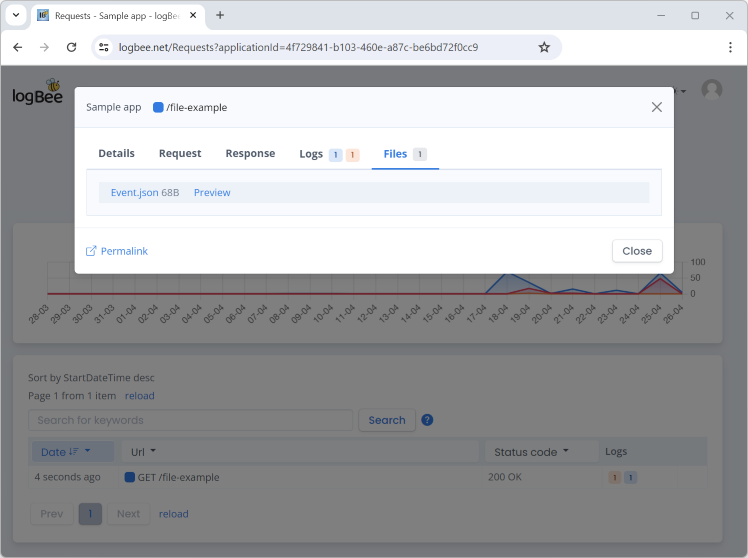 Requests - Sample app - logBe
logbee.net/Requests?applicationId=4f729841-b103-460e-a87c-be6bd72f0cc9
logBee
Sample app /file-example
Details Request Response Logs 1 1 Files 1
Event.json 68B Preview
Permalink Close
100
50
0
28-03 29-03 30-03 31-03 01-04 02-04 03-04 04-04 05-04 06-04 07-04 08-04 09-04 10-04 11-04 12-04 13-04 14-04 15-04 16-04 17-04 18-04 19-04 20-04 21-04 22-04 23-04 24-04 25-04 26-04
Sort by StartDateTime desc
Page 1 from 1 item reload
Search for keywords Search ?
Date Url Status code Logs
4 seconds ago GET /file-example 200 OK 1 1
Prev 1 Next reload